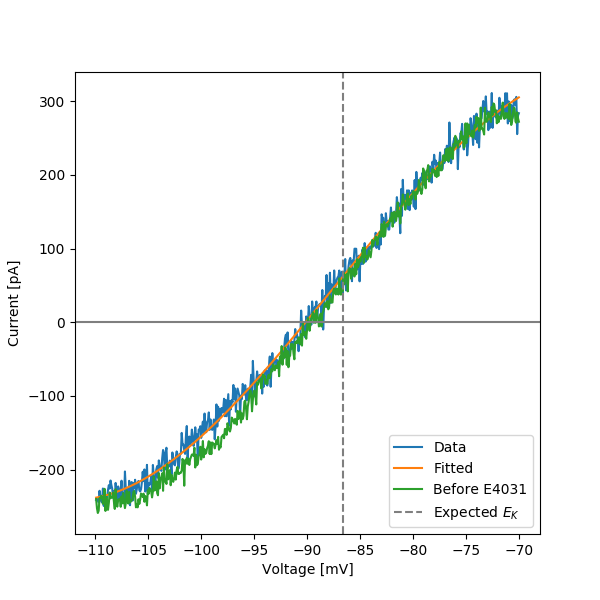 300
200
100
0
−100
−200
Current [pA]
Data
Fitted
Before E4031
Expected E_K
−110 −105 −100 −95 −90 −85 −80 −75 −70
Voltage [mV]